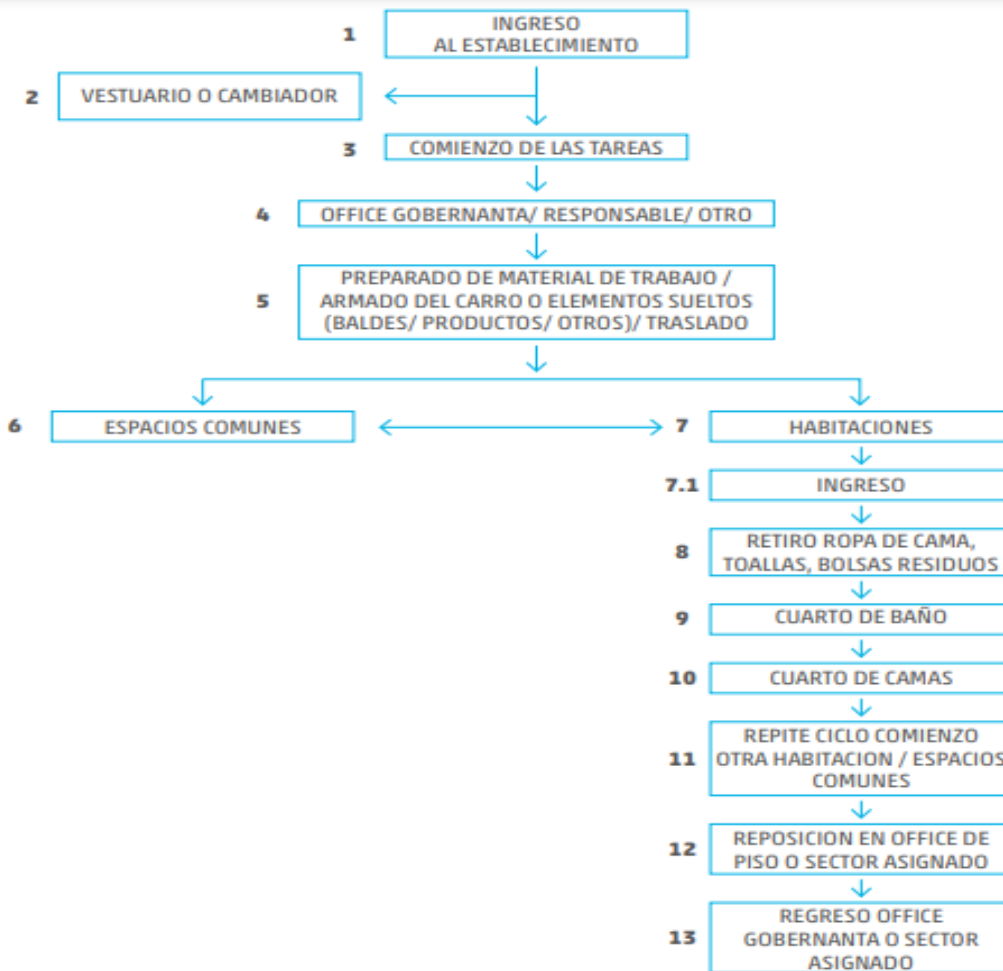 1
INGRESO
AL ESTABLECIMIENTO
2
VESTUARIO O CAMBIADOR
3
COMIENZO DE LAS TAREAS
4
OFFICE GOBERNANTA/ RESPONSABLE/ OTRO
5
PREPARADO DE MATERIAL DE TRABAJO /
ARMADO DEL CARRO O ELEMENTOS SUELTOS
(BALDES/ PRODUCTOS/ OTROS)/ TRASLADO
6
ESPACIOS COMUNES
7
HABITACIONES
7.1
INGRESO
8
RETIRO ROPA DE CAMA,
TOALLAS, BOLSAS RESIDUOS
9
CUARTO DE BAÑO
10
CUARTO DE CAMAS
11
REPITE CICLO COMIENZO
OTRA HABITACION / ESPACIOS
COMUNES
12
REPOSICION EN OFFICE DE
PISO O SECTOR ASIGNADO
13
REGRESO OFFICE
GOBERNANTA O SECTOR
ASIGNADO